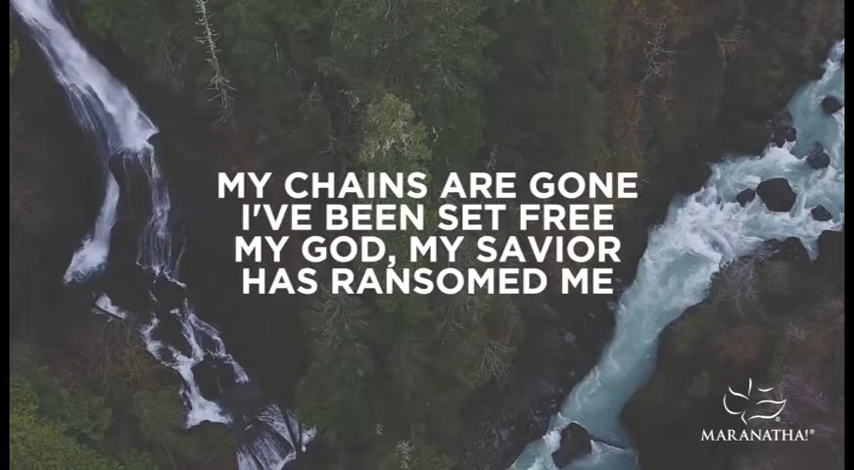 MY CHAINS ARE GONE
I'VE BEEN SET FREE
MY GOD, MY SAVIOR
HAS RANSOMED ME
MARANATHA!®